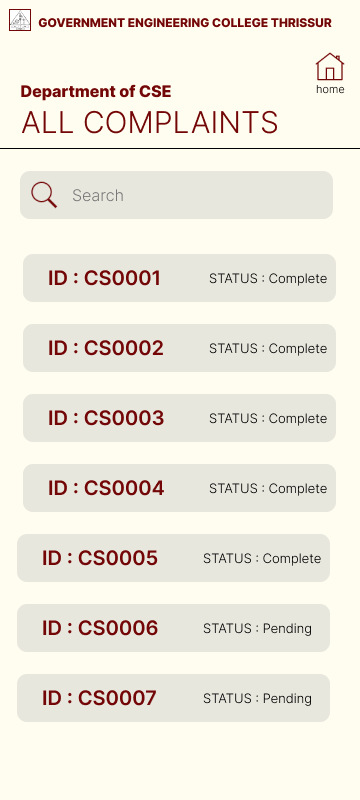 GOVERNMENT ENGINEERING COLLEGE THRISSUR
home
Department of CSE
ALL COMPLAINTS
Search
ID : CS0001 STATUS : Complete
ID : CS0002 STATUS : Complete
ID : CS0003 STATUS : Complete
ID : CS0004 STATUS : Complete
ID : CS0005 STATUS : Complete
ID : CS0006 STATUS : Pending
ID : CS0007 STATUS : Pending